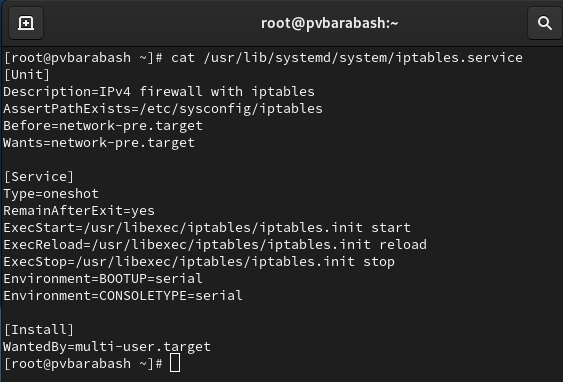 root@pvbarabash:~
[root@pvbarabash ~]# cat /usr/lib/systemd/system/iptables.service
[Unit]
Description=IPv4 firewall with iptables
AssertPathExists=/etc/sysconfig/iptables
Before=network-pre.target
Wants=network-pre.target

[Service]
Type=oneshot
RemainAfterExit=yes
ExecStart=/usr/libexec/iptables/iptables.init start
ExecReload=/usr/libexec/iptables/iptables.init reload
ExecStop=/usr/libexec/iptables/iptables.init stop
Environment=BOOTUP=serial
Environment=CONSOLETYPE=serial

[Install]
WantedBy=multi-user.target
[root@pvbarabash ~]#